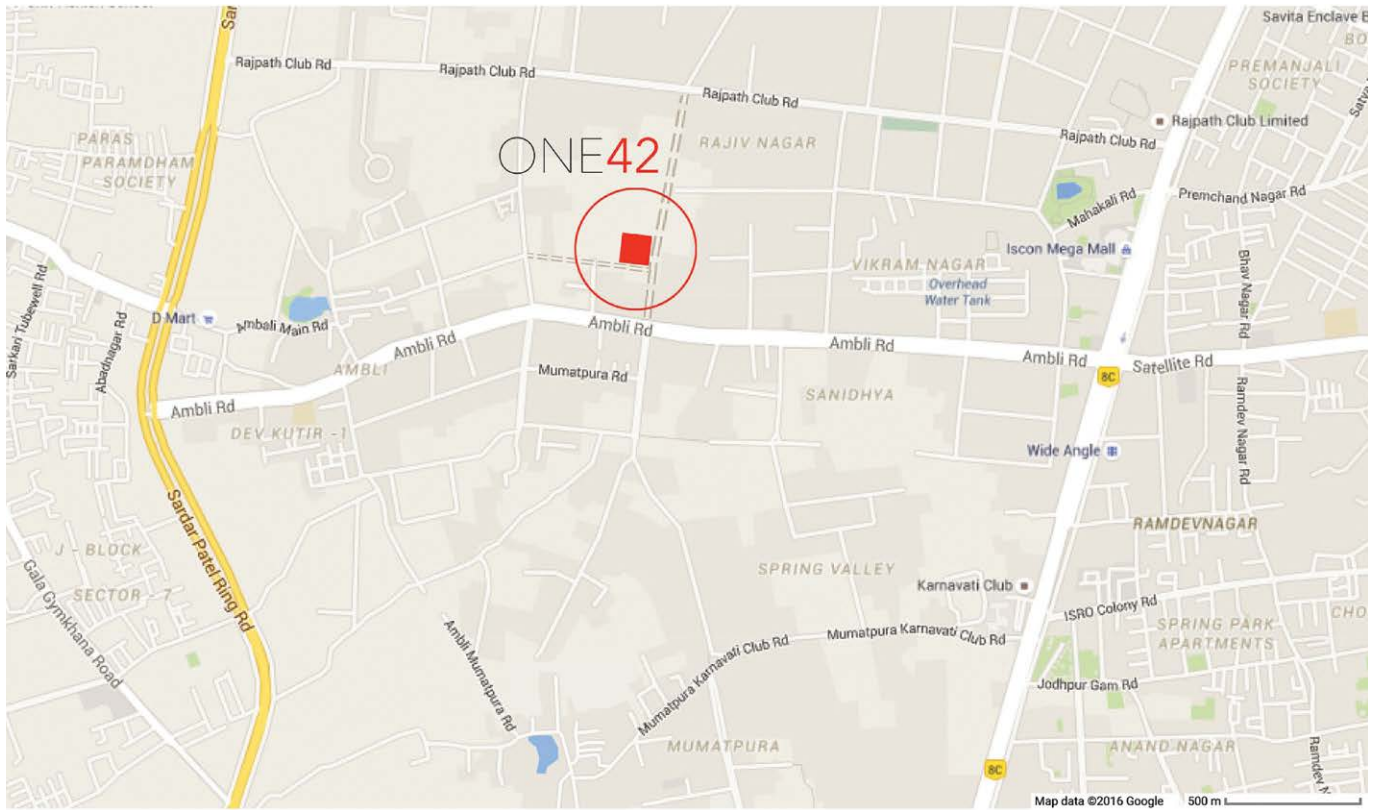 Savita Enclave B
Rajpath Club Rd
Rajpath Club Rd
Rajpath Club Rd
Rajpath Club Rd
PREMANJALI
SOCIETY
Rajpath Club Limited
PARAS
PARAMDHAM
SOCIETY
ONE42
RAJIV NAGAR
Mahakali Rd
Premchand Nagar Rd
Iscon Mega Mall
VIKRAM NAGAR
Overhead
Water Tank
Bhav Nagar Rd
Sarkari Tubewell Rd
Abadnagar Rd
D Mart
Ambali Main Rd
Ambli Rd
Ambli Rd
Ambli Rd
Ambli Rd
Ambli Rd
8C
Satellite Rd
AMBLI
Mumatpura Rd
SANIDHYA
Ramdev Nagar Rd
DEV KUTIR -1
Wide Angle
Sardar Patel Ring Rd
RAMDEVNAGAR
J - BLOCK
SECTOR - 7
Gala Gymkhana Road
SPRING VALLEY
Karnavati Club
ISRO Colony Rd
SPRING PARK
APARTMENTS
CHO
Ambli Mumatpura Rd
Mumatpura Karnavati Club Rd
Mumatpura Karnavati Club Rd
Jodhpur Gam Rd
MUMATPURA
ANAND NAGAR
8C
Map data ©2016 Google 500 m